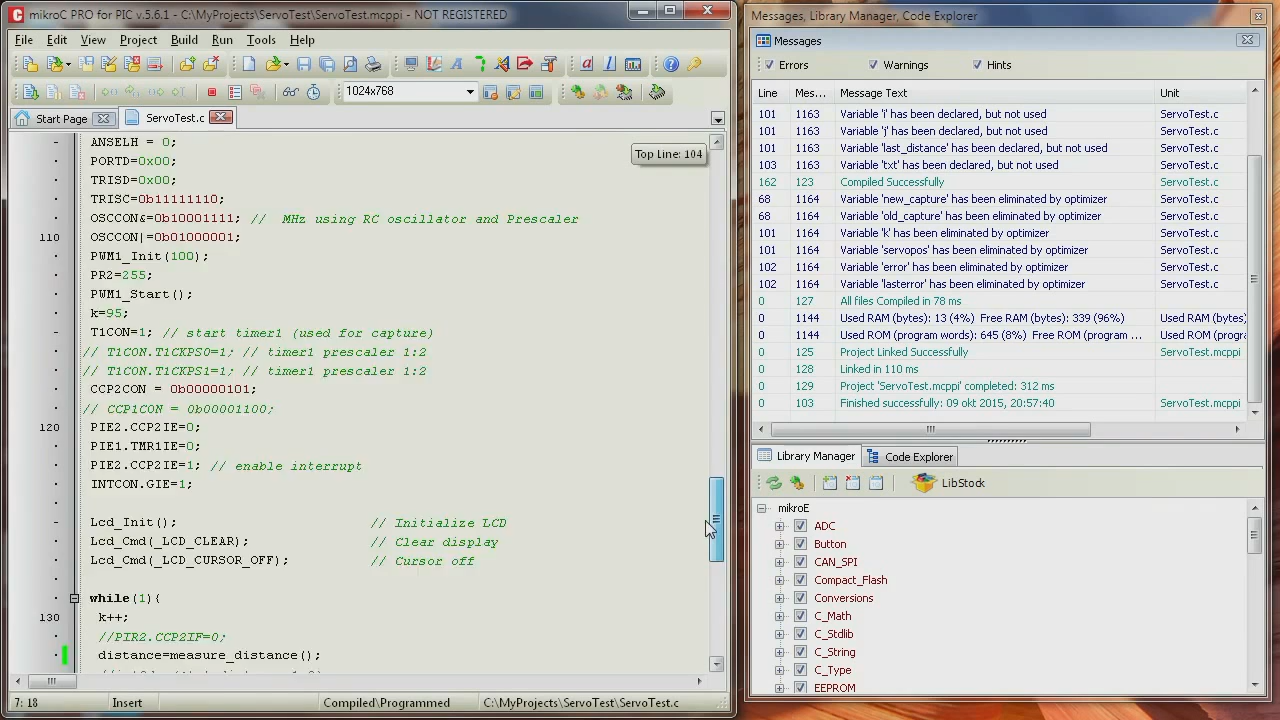 mikroC PRO for PIC v.5.6.1 - C:\MyProjects\ServoTest\ServoTest.mcppi - NOT REGISTERED
File Edit View Project Build Run Tools Help
1024x768
Start Page ServoTest.c
Top Line: 104
ANSELH = 0;
PORTD=0x00;
TRISD=0x00;
TRISC=0b11111110;
OSCCON&=0b10001111; // MHz using RC oscillator and Prescaler
110 OSCCON|=0b01000001;
PWM1_Init(100);
PR2=255;
PWM1_Start();
k=95;
T1CON=1; // start timer1 (used for capture)
// T1CON.T1CKPS0=1; // timer1 prescaler 1:2
// T1CON.T1CKPS1=1; // timer1 prescaler 1:2
CCP2CON = 0b00000101;
// CCP1CON = 0b00001100;
120 PIE2.CCP2IE=0;
PIE1.TMR1IE=0;
PIE2.CCP2IE=1; // enable interrupt
INTCON.GIE=1;
Lcd_Init(); // Initialize LCD
Lcd_Cmd(_LCD_CLEAR); // Clear display
Lcd_Cmd(_LCD_CURSOR_OFF); // Cursor off
while(1){
130 k++;
//PIR2.CCP2IF=0;
distance=measure_distance();
7: 18 Insert Compiled\Programmed C:\MyProjects\ServoTest\ServoTest.c
Messages, Library Manager, Code Explorer
Messages
Errors Warnings Hints
Line Mes... Message Text Unit
101 1163 Variable 'i' has been declared, but not used ServoTest.c
101 1163 Variable 'j' has been declared, but not used ServoTest.c
101 1163 Variable 'last_distance' has been declared, but not used ServoTest.c
103 1163 Variable 'txt' has been declared, but not used ServoTest.c
162 123 Compiled Successfully ServoTest.c
68 1164 Variable 'new_capture' has been eliminated by optimizer ServoTest.c
68 1164 Variable 'old_capture' has been eliminated by optimizer ServoTest.c
101 1164 Variable 'k' has been eliminated by optimizer ServoTest.c
101 1164 Variable 'servopos' has been eliminated by optimizer ServoTest.c
102 1164 Variable 'error' has been eliminated by optimizer ServoTest.c
102 1164 Variable 'lasterror' has been eliminated by optimizer ServoTest.c
0 127 All files Compiled in 78 ms
0 1144 Used RAM (bytes): 13 (4%) Free RAM (bytes): 339 (96%) Used RAM (bytes)
0 1144 Used ROM (program words): 645 (8%) Free ROM (program ... Used ROM (progr
0 125 Project Linked Successfully ServoTest.mcppi
0 128 Linked in 110 ms
0 129 Project 'ServoTest.mcppi' completed: 312 ms
0 103 Finished successfully: 09 okt 2015, 20:57:40 ServoTest.mcppi
Library Manager Code Explorer
LibStock
mikroE
ADC
Button
CAN_SPI
Compact_Flash
Conversions
C_Math
C_Stdlib
C_String
C_Type
EEPROM